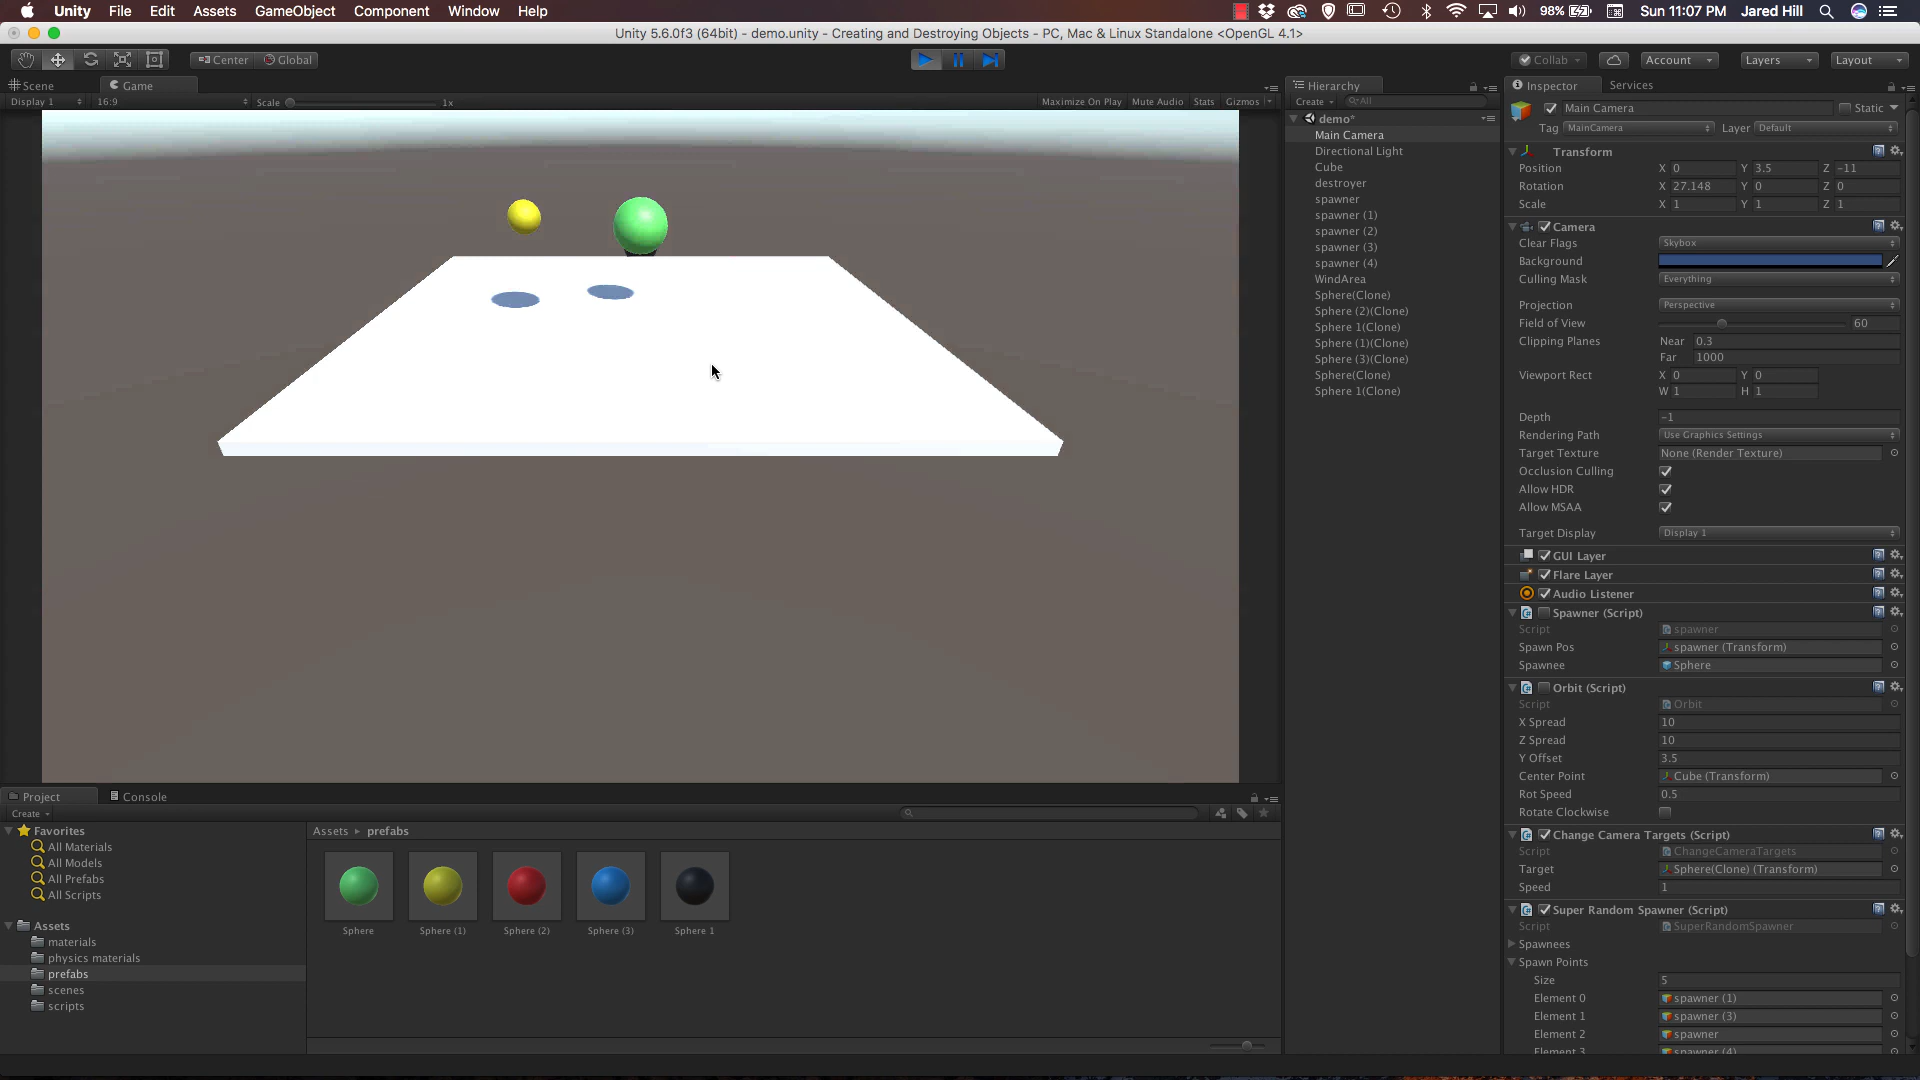 Unity File Edit Assets GameObject Component Window Help
98% Sun 11:07 PM Jared Hill
Unity 5.6.0f3 (64bit) - demo.unity - Creating and Destroying Objects - PC, Mac & Linux Standalone <OpenGL 4.1>
Center Global
Collab Account Layers Layout
Scene Game
Display 1 16:9 Scale 1x Maximize On Play Mute Audio Stats Gizmos
Hierarchy
Create All
demo*
Main Camera
Directional Light
Cube
destroyer
spawner
spawner (1)
spawner (2)
spawner (3)
spawner (4)
WindArea
Sphere(Clone)
Sphere (2)(Clone)
Sphere 1(Clone)
Sphere (1)(Clone)
Sphere (3)(Clone)
Sphere(Clone)
Sphere 1(Clone)
Inspector Services
Main Camera Static
Tag MainCamera Layer Default
Transform
Position X 0 Y 3.5 Z -11
Rotation X 27.148 Y 0 Z 0
Scale X 1 Y 1 Z 1
Camera
Clear Flags Skybox
Background
Culling Mask Everything
Projection Perspective
Field of View 60
Clipping Planes Near 0.3
Far 1000
Viewport Rect X 0 Y 0
W 1 H 1
Depth -1
Rendering Path Use Graphics Settings
Target Texture None (Render Texture)
Occlusion Culling
Allow HDR
Allow MSAA
Target Display Display 1
GUI Layer
Flare Layer
Audio Listener
Spawner (Script)
Script spawner
Spawn Pos spawner (Transform)
Spawnee Sphere
Orbit (Script)
Script Orbit
X Spread 10
Z Spread 10
Y Offset 3.5
Center Point Cube (Transform)
Rot Speed 0.5
Rotate Clockwise
Change Camera Targets (Script)
Script ChangeCameraTargets
Target Sphere(Clone) (Transform)
Speed 1
Super Random Spawner (Script)
Script SuperRandomSpawner
Spawnees
Spawn Points
Size 5
Element 0 spawner (1)
Element 1 spawner (3)
Element 2 spawner
Element 3 spawner (4)
Project Console
Create
Favorites
All Materials
All Models
All Prefabs
All Scripts
Assets
materials
physics materials
prefabs
scenes
scripts
Assets prefabs
Sphere Sphere (1) Sphere (2) Sphere (3) Sphere 1